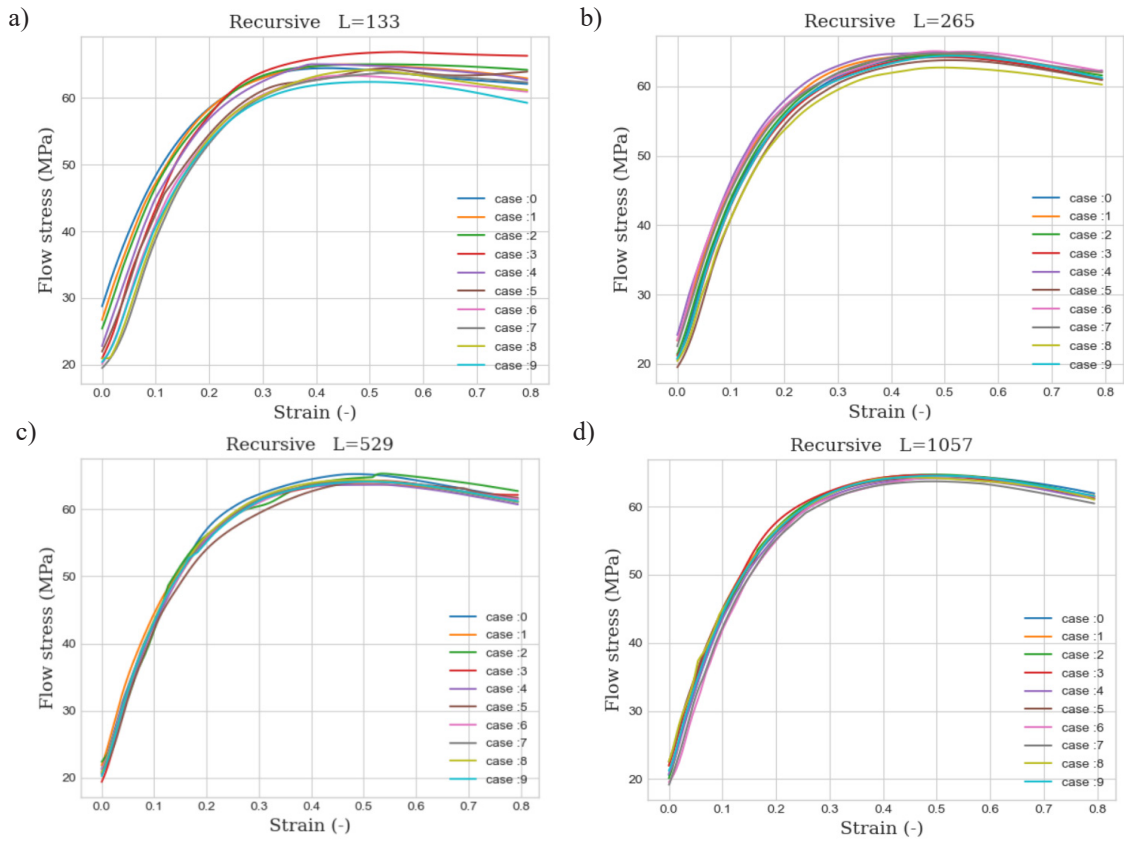 a)
Recursive L=133
Flow stress (MPa)
60
50
40
30
20
case :0
case :1
case :2
case :3
case :4
case :5
case :6
case :7
case :8
case :9
0.0 0.1 0.2 0.3 0.4 0.5 0.6 0.7 0.8
Strain (-)
b)
Recursive L=265
Flow stress (MPa)
60
50
40
30
20
case :0
case :1
case :2
case :3
case :4
case :5
case :6
case :7
case :8
case :9
0.0 0.1 0.2 0.3 0.4 0.5 0.6 0.7 0.8
Strain (-)
c)
Recursive L=529
Flow stress (MPa)
60
50
40
30
20
case :0
case :1
case :2
case :3
case :4
case :5
case :6
case :7
case :8
case :9
0.0 0.1 0.2 0.3 0.4 0.5 0.6 0.7 0.8
Strain (-)
d)
Recursive L=1057
Flow stress (MPa)
60
50
40
30
20
case :0
case :1
case :2
case :3
case :4
case :5
case :6
case :7
case :8
case :9
0.0 0.1 0.2 0.3 0.4 0.5 0.6 0.7 0.8
Strain (-)